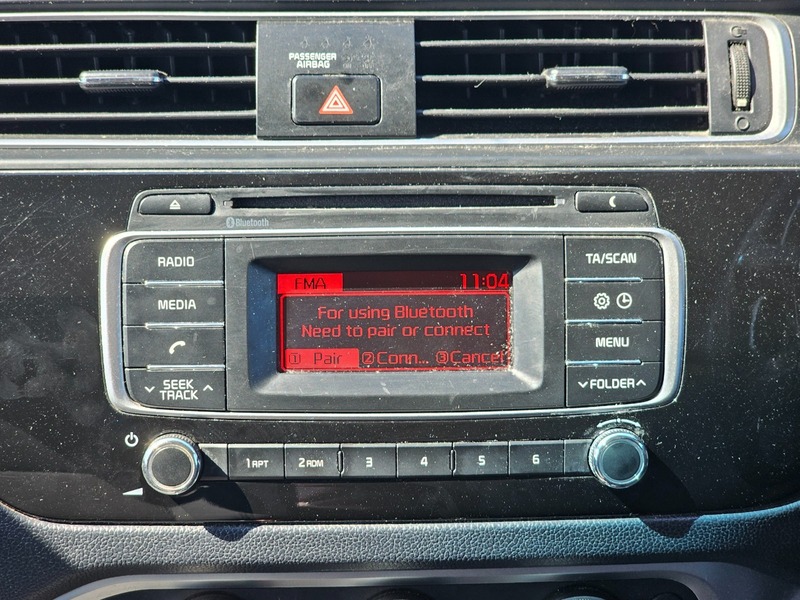 PASSENGER
AIRBAG
Bluetooth
RADIO
MEDIA
SEEK
TRACK
FMA 11:04
For using Bluetooth
Need to pair or connect
1 Pair 2 Conn... 3 Cancel
TA/SCAN
MENU
FOLDER
1 RPT 2 RDM 3 4 5 6